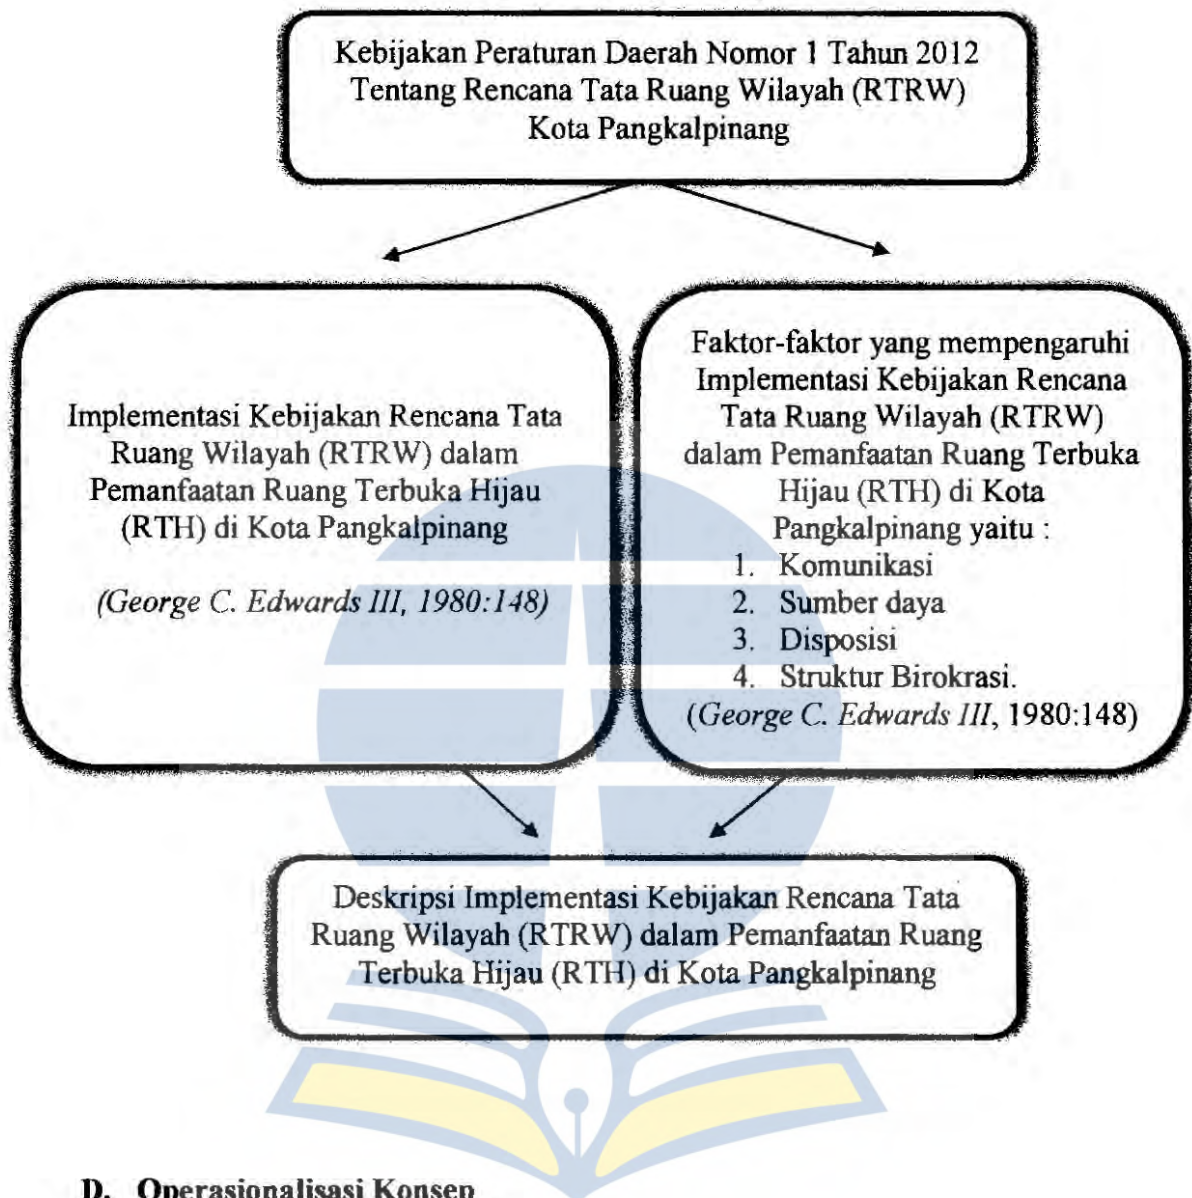 Kebijakan Peraturan Daerah Nomor 1 Tahun 2012
Tentang Rencana Tata Ruang Wilayah (RTRW)
Kota Pangkalpinang
Implementasi Kebijakan Rencana Tata
Ruang Wilayah (RTRW) dalam
Pemanfaatan Ruang Terbuka Hijau
(RTH) di Kota Pangkalpinang
(George C. Edwards III, 1980:148)
Faktor-faktor yang mempengaruhi
Implementasi Kebijakan Rencana
Tata Ruang Wilayah (RTRW)
dalam Pemanfaatan Ruang Terbuka
Hijau (RTH) di Kota
Pangkalpinang yaitu :
1. Komunikasi
2. Sumber daya
3. Disposisi
4. Struktur Birokrasi.
(George C. Edwards III, 1980:148)
Deskripsi Implementasi Kebijakan Rencana Tata
Ruang Wilayah (RTRW) dalam Pemanfaatan Ruang
Terbuka Hijau (RTH) di Kota Pangkalpinang
D. Operasionalisasi Konsep